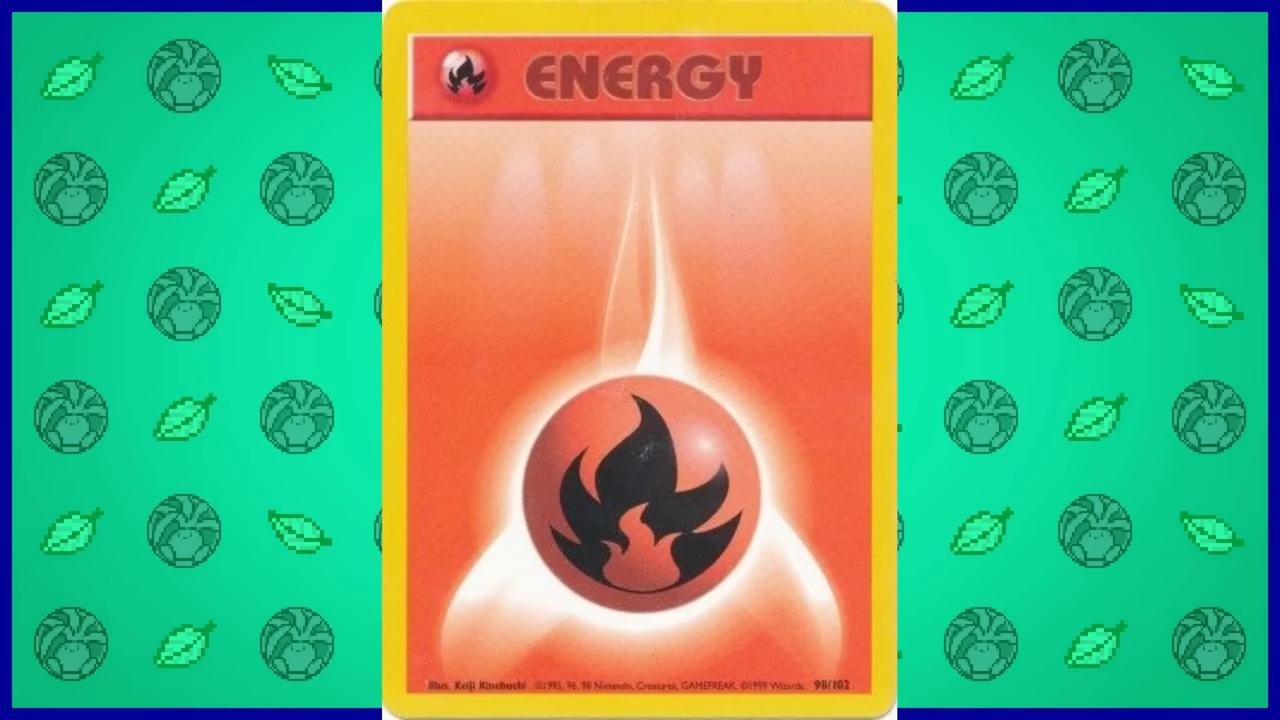 ENERGY
Illus. Keiji Kinebuchi ©1995, 96, 98 Nintendo, Creatures, GAMEFREAK. ©1999 Wizards. 98/102